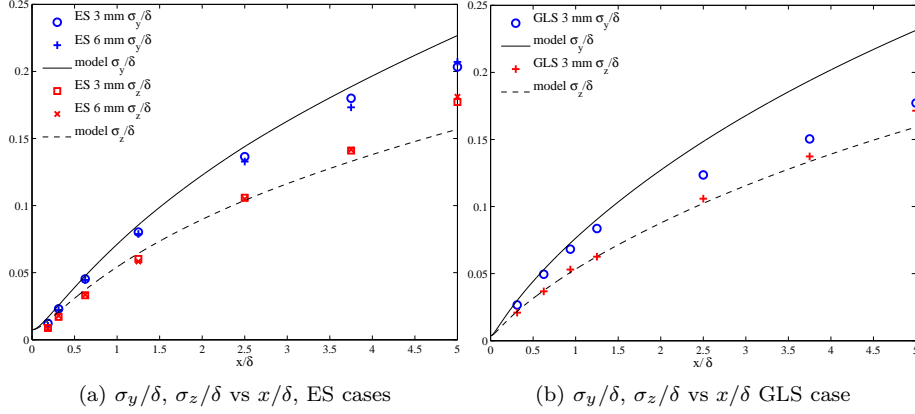 ES 3 mm σy/δ
ES 6 mm σy/δ
model σy/δ
ES 3 mm σz/δ
ES 6 mm σz/δ
model σz/δ
0.2
0.15
0.1
0.05
0
0 0.5 1 1.5 2 2.5 3 3.5 4 4.5 5
x/δ
(a) σy/δ, σz/δ vs x/δ, ES cases
GLS 3 mm σy/δ
model σy/δ
GLS 3 mm σz/δ
model σz/δ
0.2
0.15
0.1
0.05
0
0 0.5 1 1.5 2 2.5 3 3.5 4 4.5 5
x/δ
(b) σy/δ, σz/δ vs x/δ GLS case